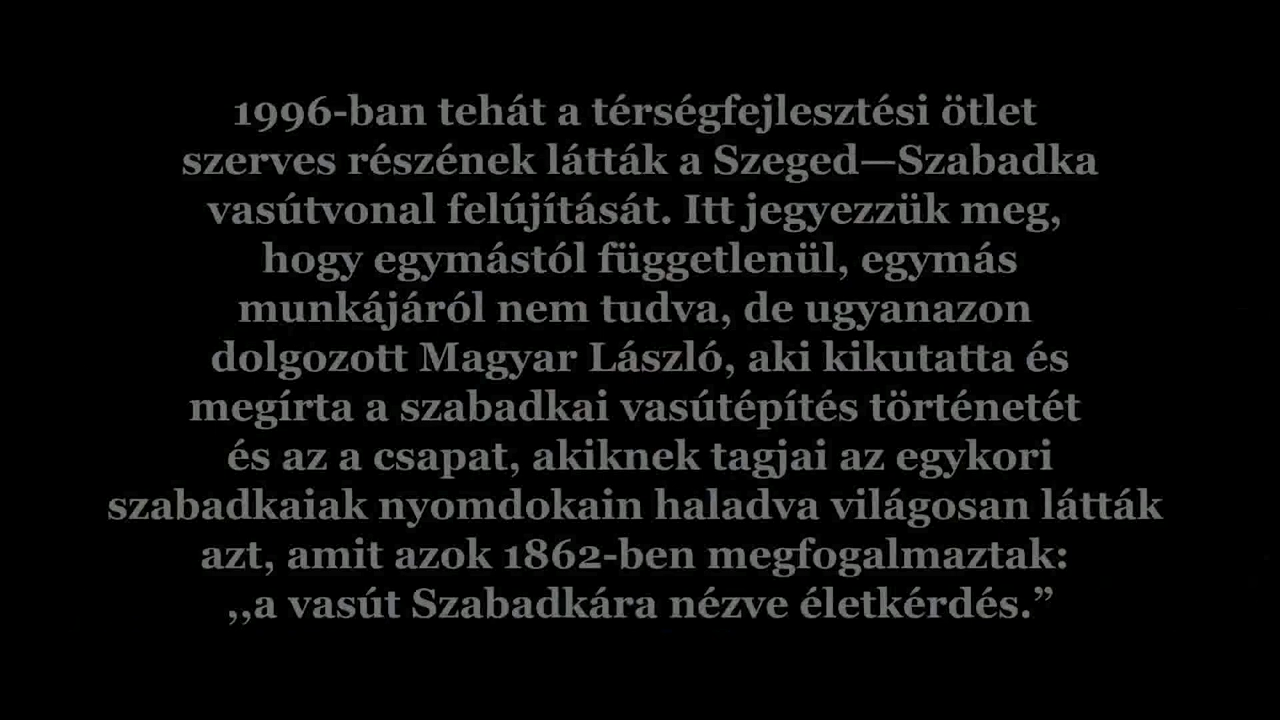 1996-ban tehát a térségfejlesztési ötlet
szerves részének látták a Szeged—Szabadka
vasútvonal felújítását. Itt jegyezzük meg,
hogy egymástól függetlenül, egymás
munkájáról nem tudva, de ugyanazon
dolgozott Magyar László, aki kikutatta és
megírta a szabadkai vasútépítés történetét
és az a csapat, akiknek tagjai az egykori
szabadkaiak nyomdokain haladva világosan látták
azt, amit azok 1862-ben megfogalmaztak:
,,a vasút Szabadkára nézve életkérdés.”